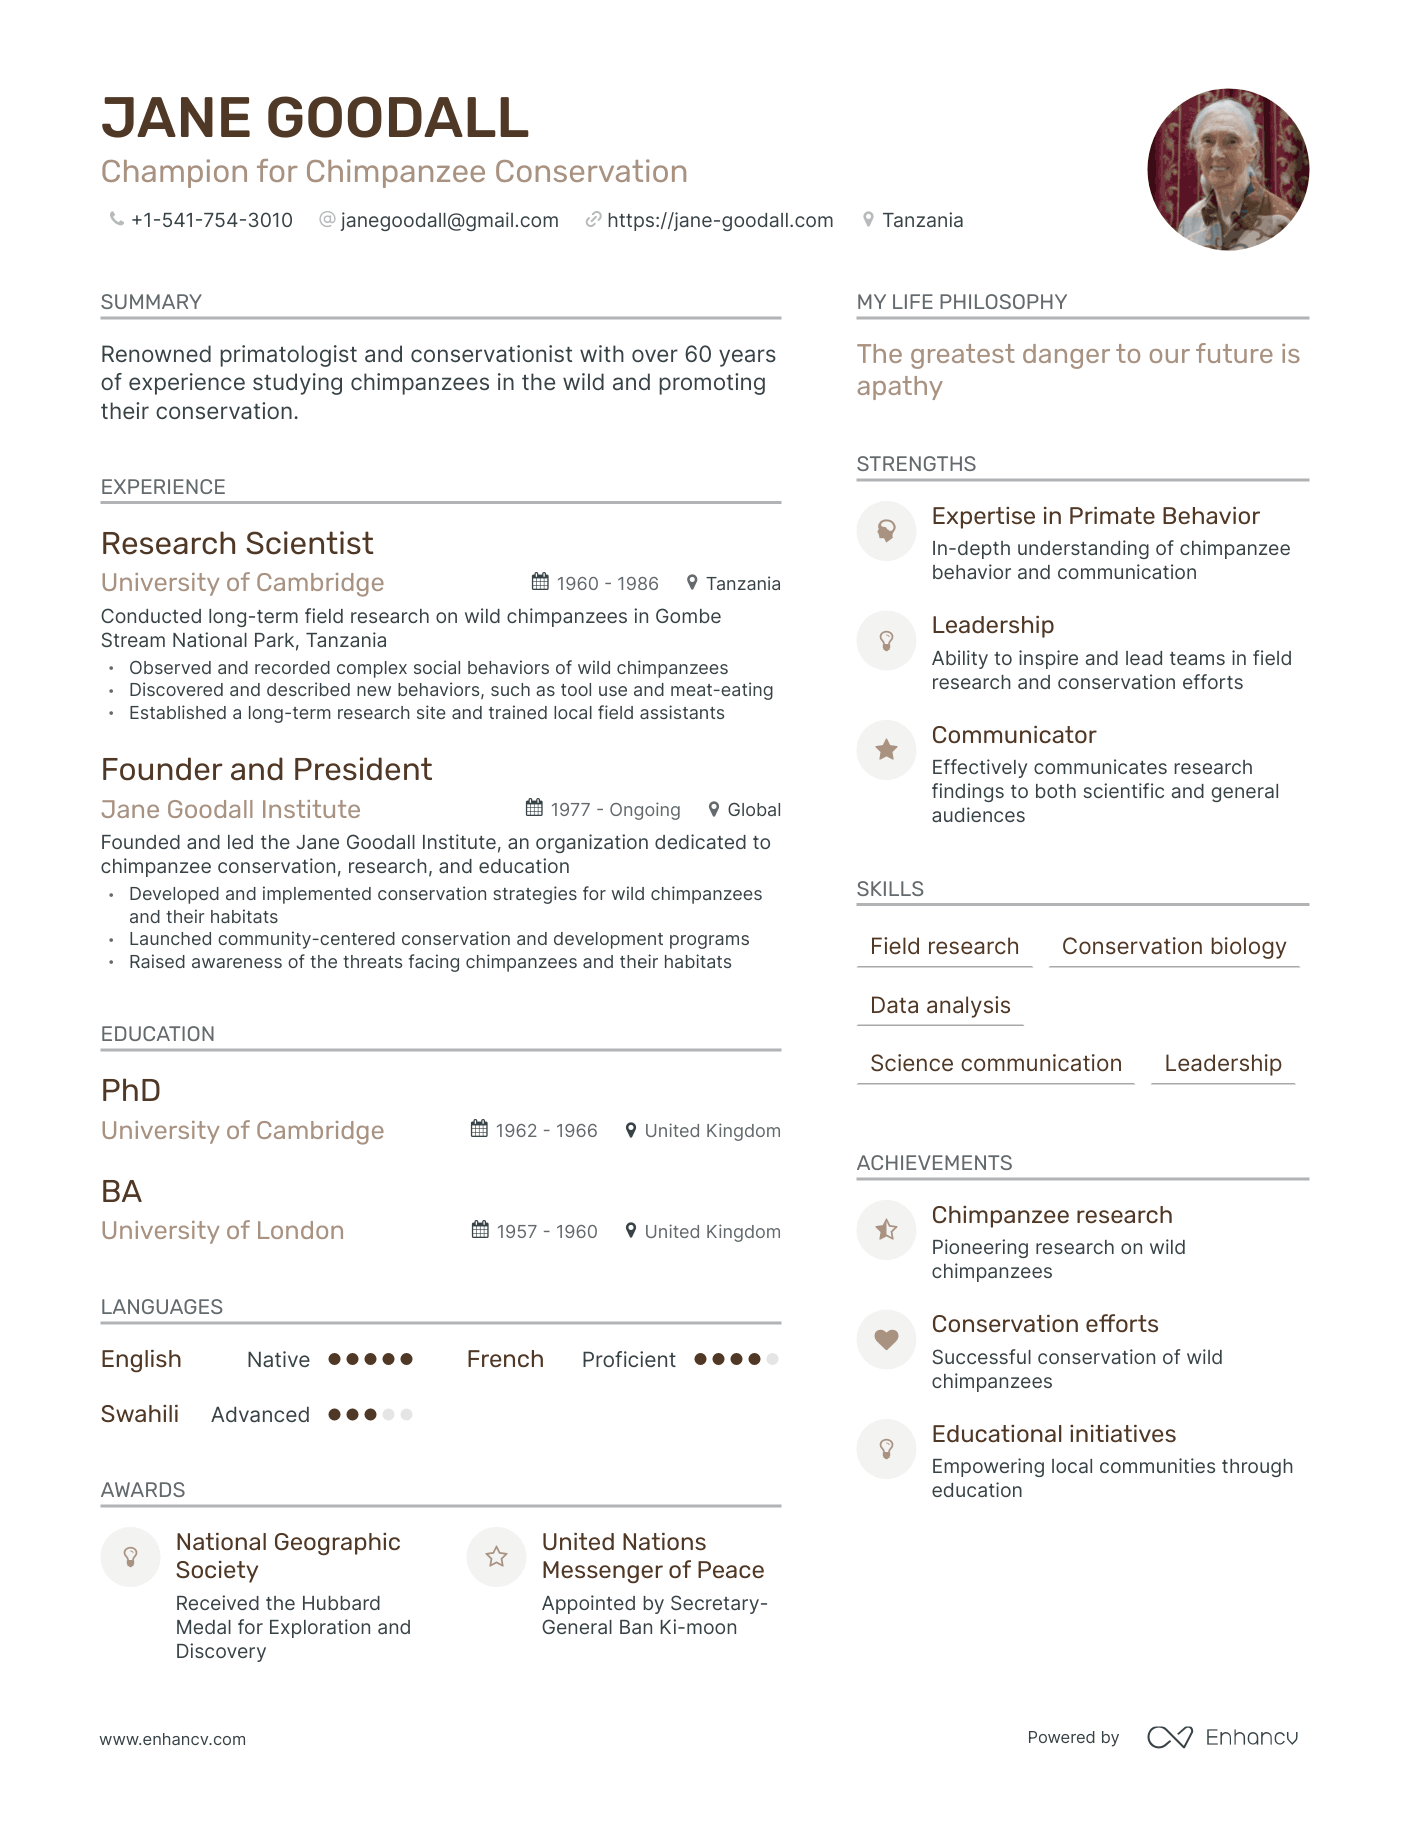 JANE GOODALL
Champion for Chimpanzee Conservation
+1-541-754-3010 janegoodall@gmail.com https://jane-goodall.com Tanzania
SUMMARY
Renowned primatologist and conservationist with over 60 years
of experience studying chimpanzees in the wild and promoting
their conservation.
EXPERIENCE
Research Scientist
University of Cambridge 1960 - 1986 Tanzania
Conducted long-term field research on wild chimpanzees in Gombe
Stream National Park, Tanzania
• Observed and recorded complex social behaviors of wild chimpanzees
• Discovered and described new behaviors, such as tool use and meat-eating
• Established a long-term research site and trained local field assistants
Founder and President
Jane Goodall Institute 1977 - Ongoing Global
Founded and led the Jane Goodall Institute, an organization dedicated to
chimpanzee conservation, research, and education
• Developed and implemented conservation strategies for wild chimpanzees
and their habitats
• Launched community-centered conservation and development programs
• Raised awareness of the threats facing chimpanzees and their habitats
EDUCATION
PhD
University of Cambridge 1962 - 1966 United Kingdom
BA
University of London 1957 - 1960 United Kingdom
LANGUAGES
English Native French Proficient
Swahili Advanced
AWARDS
National Geographic
Society
Received the Hubbard
Medal for Exploration and
Discovery
United Nations
Messenger of Peace
Appointed by Secretary-
General Ban Ki-moon
MY LIFE PHILOSOPHY
The greatest danger to our future is
apathy
STRENGTHS
Expertise in Primate Behavior
In-depth understanding of chimpanzee
behavior and communication
Leadership
Ability to inspire and lead teams in field
research and conservation efforts
Communicator
Effectively communicates research
findings to both scientific and general
audiences
SKILLS
Field research Conservation biology
Data analysis
Science communication Leadership
ACHIEVEMENTS
Chimpanzee research
Pioneering research on wild
chimpanzees
Conservation efforts
Successful conservation of wild
chimpanzees
Educational initiatives
Empowering local communities through
education
www.enhancv.com
Powered by Enhancv